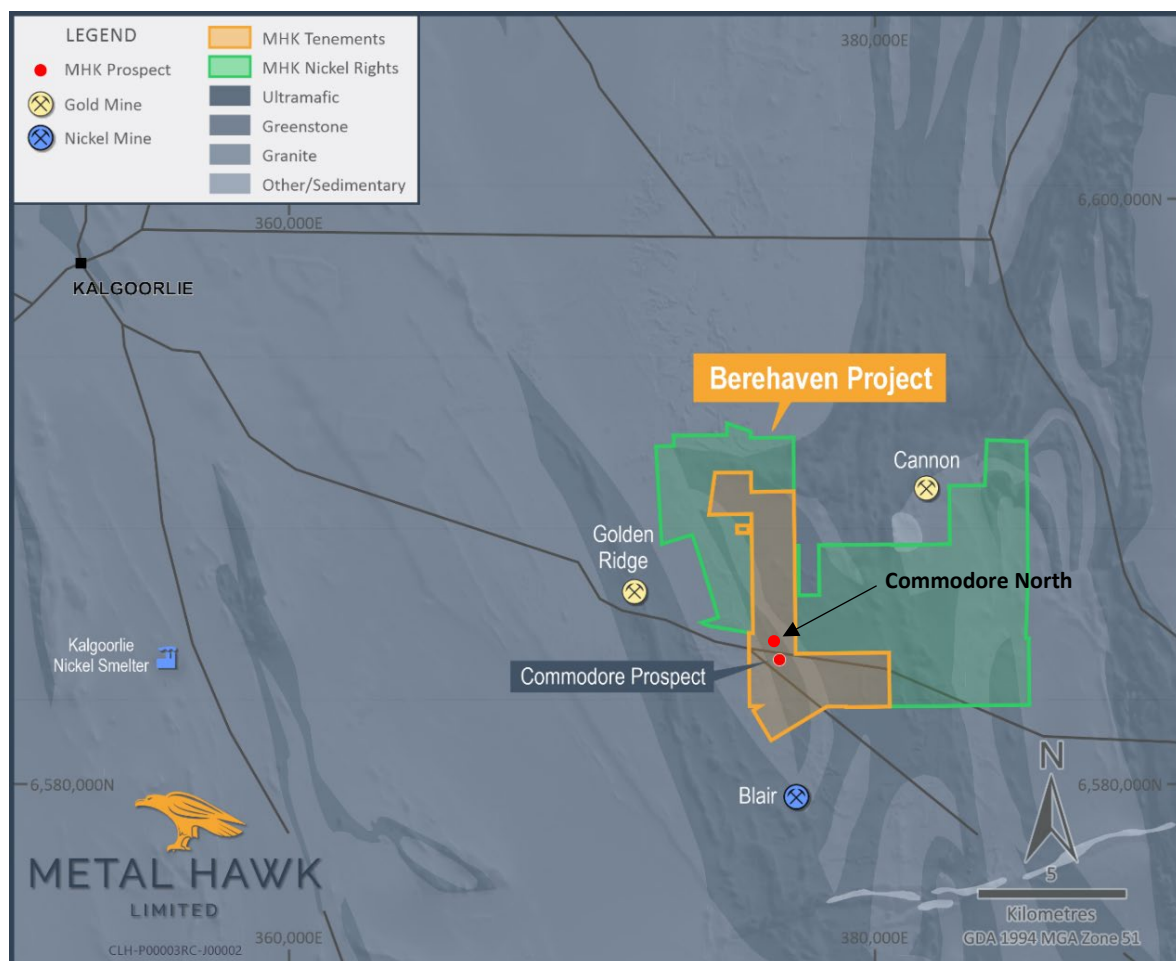 LEGEND
MHK Prospect
Gold Mine
Nickel Mine
MHK Tenements
MHK Nickel Rights
Ultramafic
Greenstone
Granite
Other/Sedimentary
380,000E
6,600,000N
360,000E
KALGOORLIE
Berehaven Project
Cannon
Golden
Ridge
Commodore North
Kalgoorlie
Nickel Smelter
Commodore Prospect
6,580,000N
6,580,000N
Blair
N
METAL HAWK
LIMITED
CLH-P00003RC-J00002
360,000E
380,000E
5
Kilometres
GDA 1994 MGA Zone 51